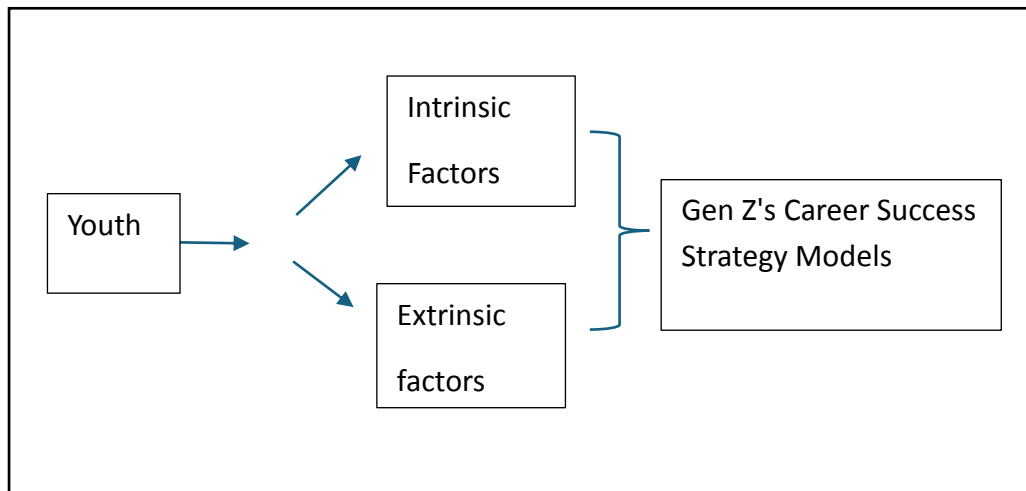 Youth
Intrinsic
Factors
Extrinsic
factors
Gen Z's Career Success
Strategy Models